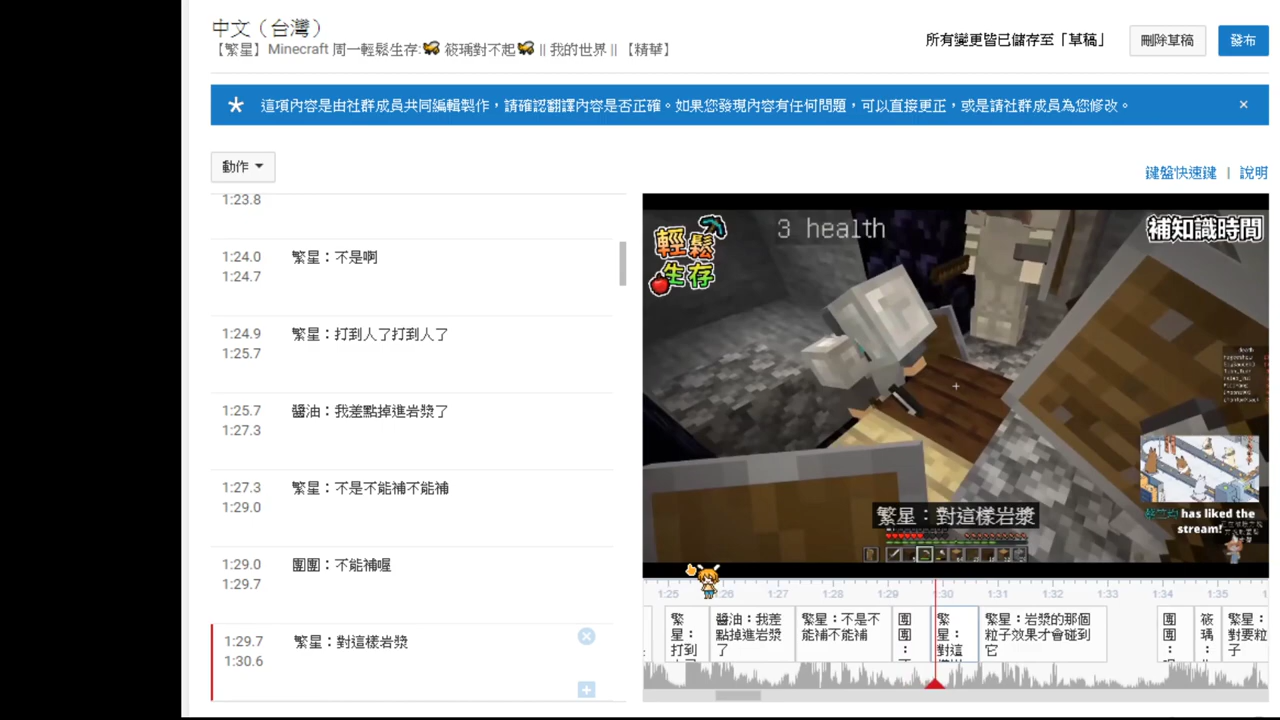 中文（台灣）
【繁星】Minecraft 周一輕鬆生存: 筱瑀對不起 || 我的世界 || 【精華】
所有變更皆已儲存至「草稿」
刪除草稿
發布
這項內容是由社群成員共同編輯製作，請確認翻譯內容是否正確。如果您發現內容有任何問題，可以直接更正，或是請社群成員為您修改。
動作
鍵盤快速鍵 | 說明
1:23.8
1:24.0 繁星：不是啊
1:24.7
1:24.9 繁星：打到人了打到人了
1:25.7
1:25.7 醬油：我差點掉進岩漿了
1:27.3
1:27.3 繁星：不是不能補不能補
1:29.0
1:29.0 團團：不能補喔
1:29.7
1:29.7 繁星：對這樣岩漿
1:30.6
輕鬆
生存
3 health
補知識時間
has liked the
stream!
繁星：對這樣岩漿
1:25 1:26 1:27 1:28 1:29 1:30 1:31 1:32 1:33 1:34 1:35
繁
星：
打到
醬油：我差
點掉進岩漿
了
繁星：不是不
能補不能補
團
團
：
繁
星：
對這
繁星：岩漿的那個
粒子效果才會碰到
它
團
團
：
筱
瑀
：
繁星：
對要粒
子